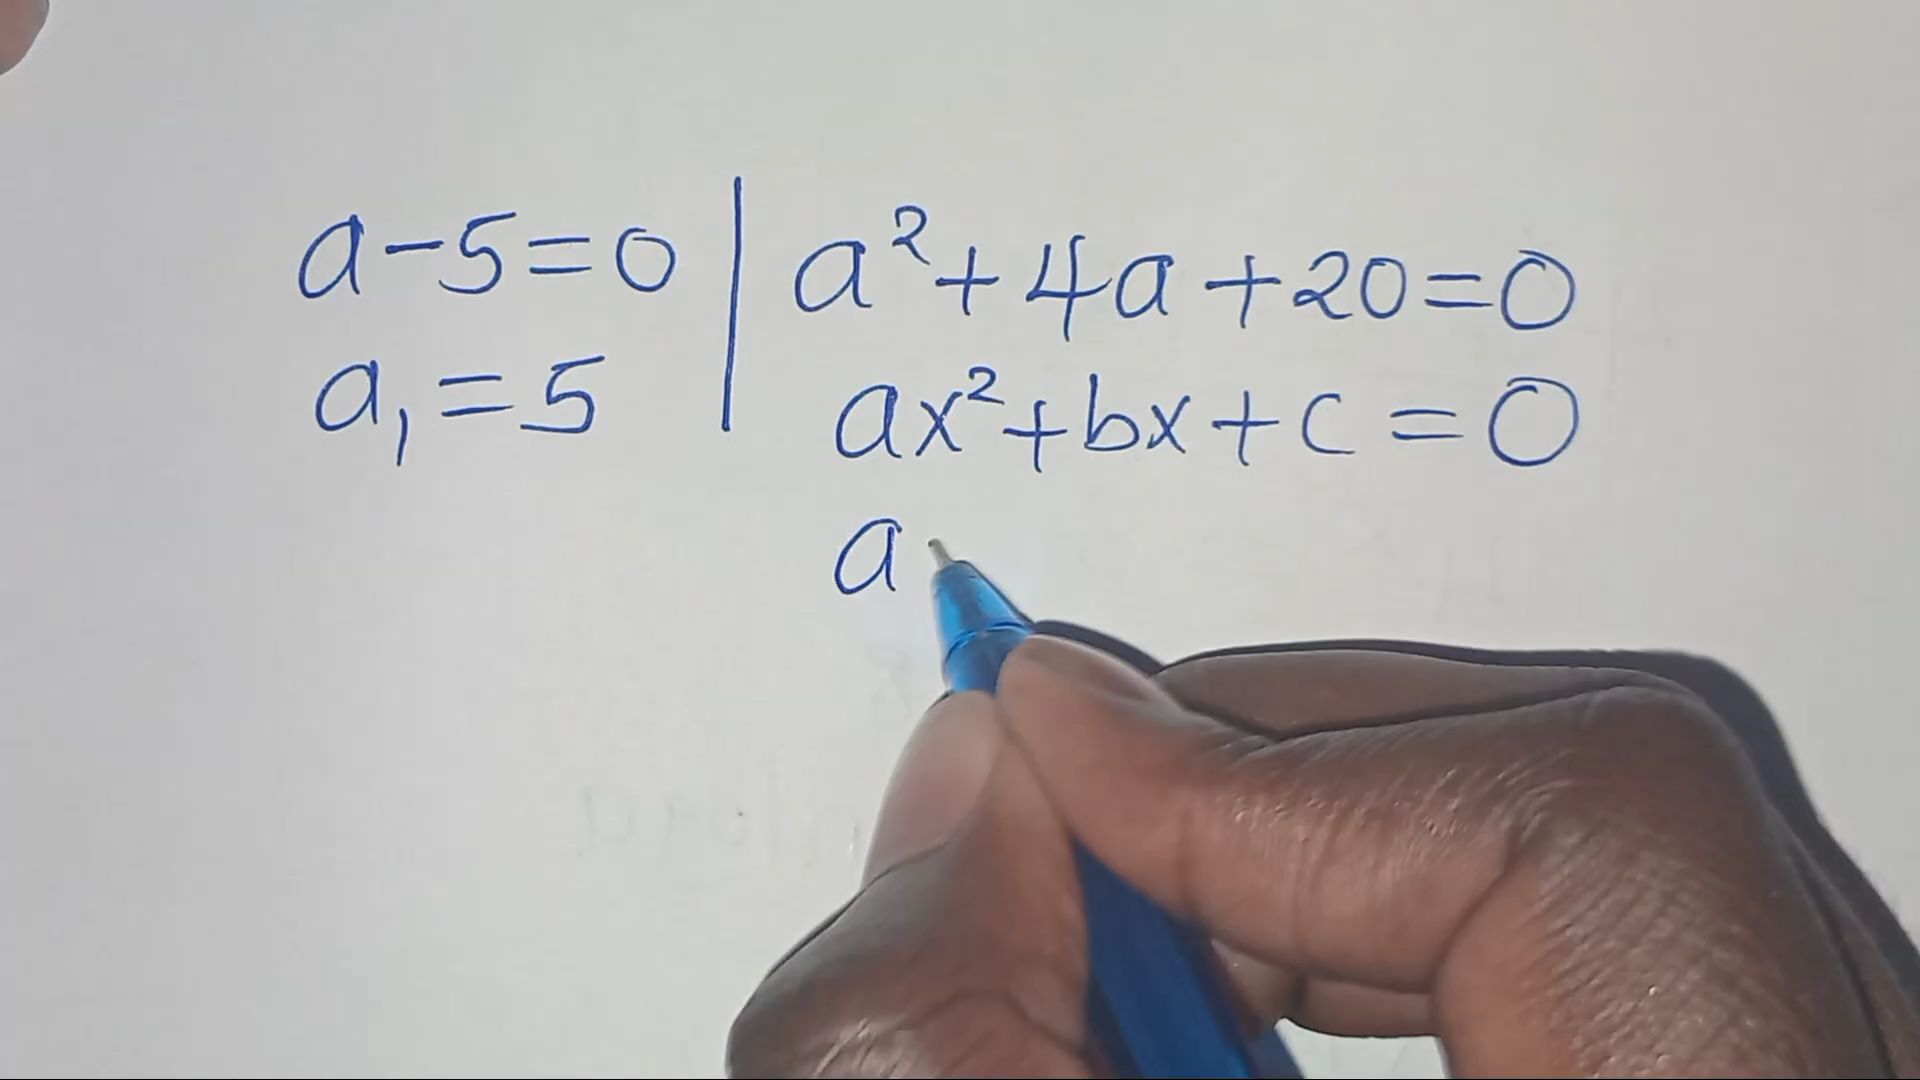 a-5=0 | a²+4a+20=0
a₁=5 | ax²+bx+c=0
a